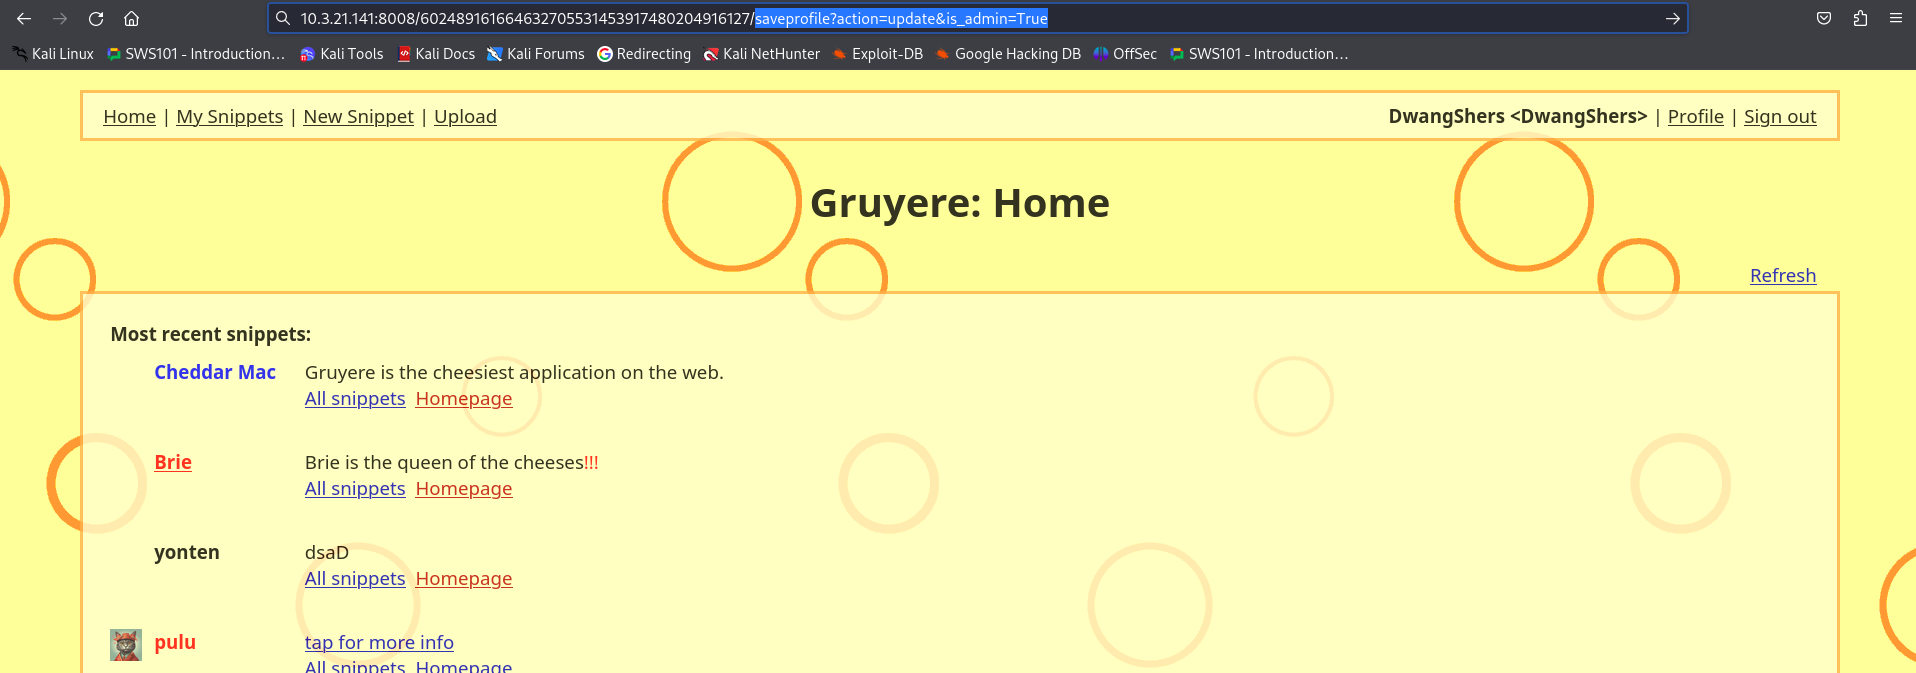 10.3.21.141:8008/602489161664632705531453917480204916127/saveprofile?action=update&is_admin=True
Kali Linux SWS101 - Introduction… Kali Tools Kali Docs Kali Forums Redirecting Kali NetHunter Exploit-DB Google Hacking DB OffSec SWS101 - Introduction…
Home | My Snippets | New Snippet | Upload DwangShers <DwangShers> | Profile | Sign out
Gruyere: Home
Refresh
Most recent snippets:
Cheddar Mac Gruyere is the cheesiest application on the web.
All snippets Homepage
Brie Brie is the queen of the cheeses!!!
All snippets Homepage
yonten dsaD
All snippets Homepage
pulu tap for more info
All snippets Homepage